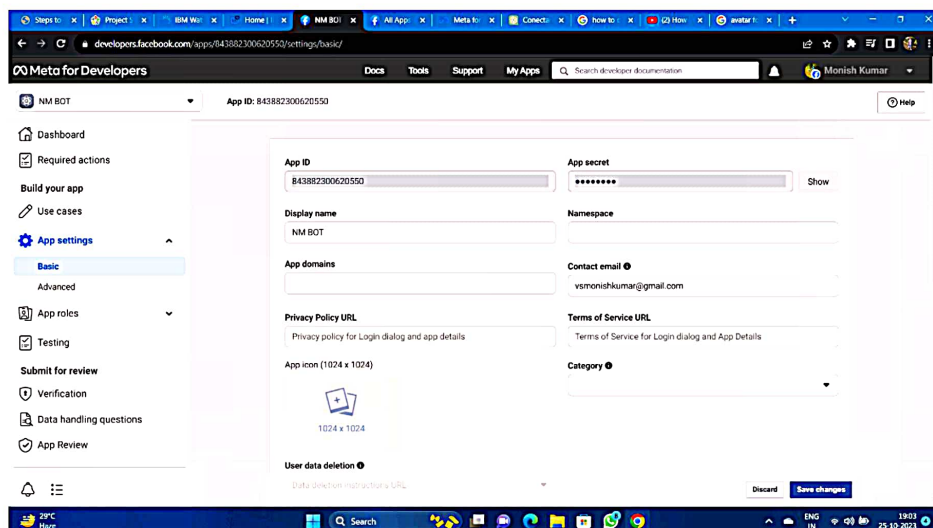 Steps to
Project S
IBM Wat
Home |
NM BOT
All Apps
Meta for
Conecta
how to
(2) How
avatar fo
developers.facebook.com/apps/843882300620550/settings/basic/
Meta for Developers
Docs Tools Support My Apps Search developer documentation Monish Kumar
NM BOT App ID: 843882300620550 Help
Dashboard
Required actions
Build your app
Use cases
App settings
Basic
Advanced
App roles
Testing
Submit for review
Verification
Data handling questions
App Review
App ID App secret
843882300620550 •••••••• Show
Display name Namespace
NM BOT
App domains Contact email
vsmonishkumar@gmail.com
Privacy Policy URL Terms of Service URL
Privacy policy for Login dialog and app details Terms of Service for Login dialog and App Details
App icon (1024 x 1024) Category
1024 x 1024
User data deletion
Data deletion instructions URL Discard Save changes
29°C
Haze
Search
ENG
IN
19:03
25-10-2023